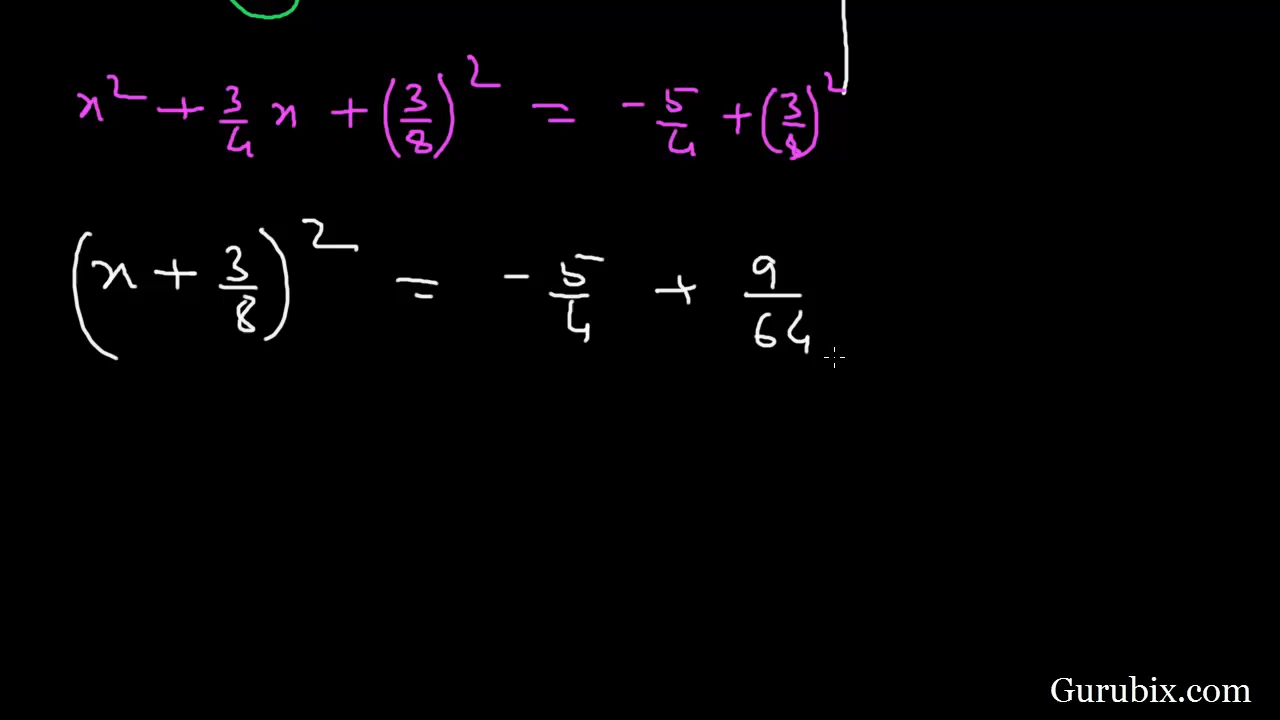 x² + 3/4 x + (3/8)² = - 5/4 + (3/8)²
(x + 3/8)² = - 5/4 + 9/64
Gurubix.com